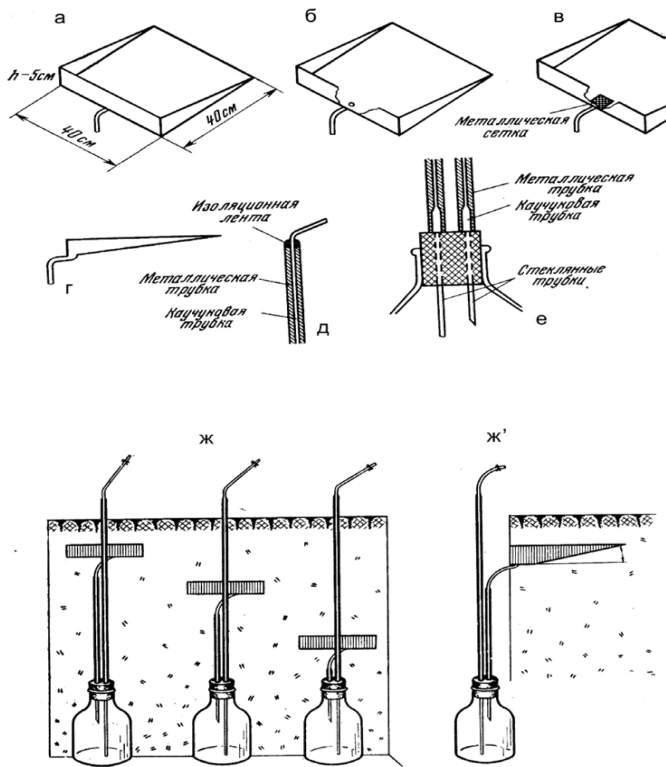 а
б
в
h-5см
40см
40см
Металлическая
сетка
Изоляционная
лента
Металлическая
трубка
Каучуковая
трубка
Металлическая
трубка
Каучуковая
трубка
Стеклянные
трубки
г
д
е
ж
ж’